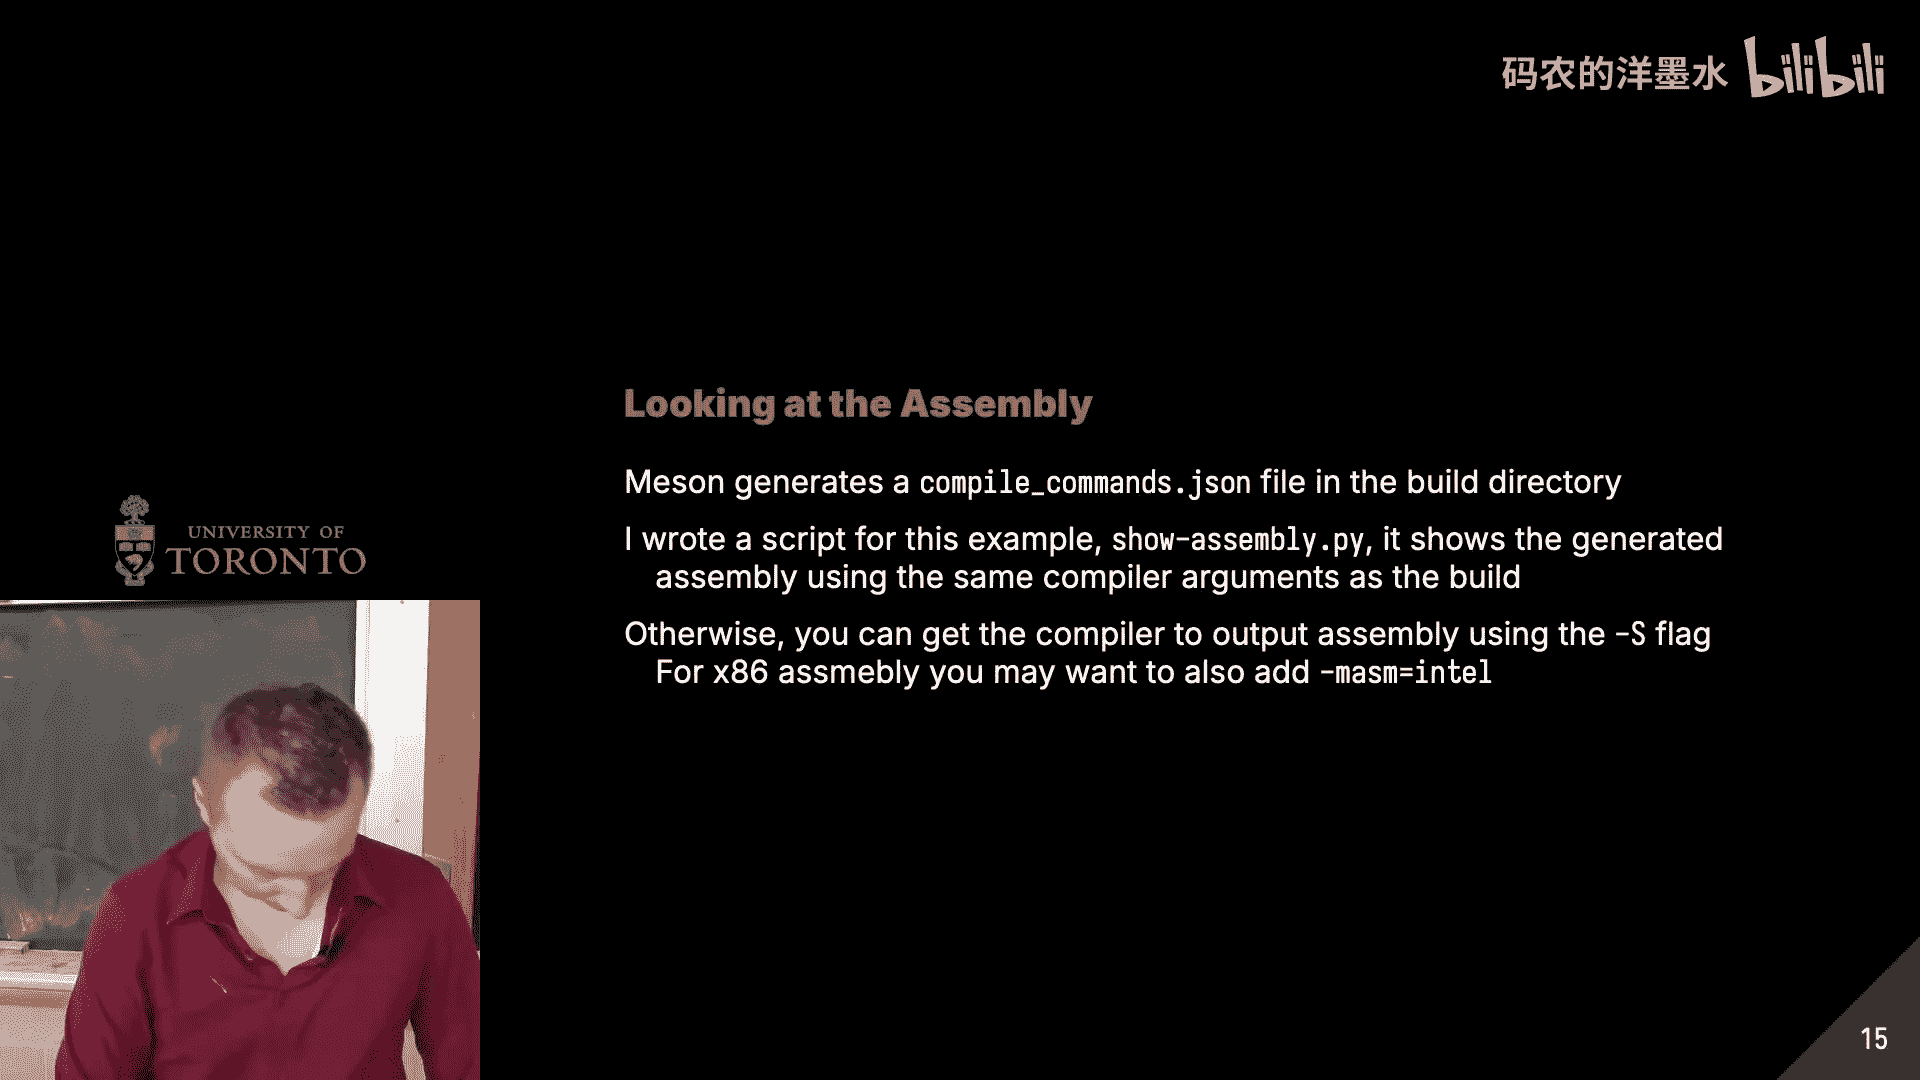 码农的洋墨水 bilibili
Looking at the Assembly
Meson generates a compile_commands.json file in the build directory
I wrote a script for this example, show-assembly.py, it shows the generated
assembly using the same compiler arguments as the build
Otherwise, you can get the compiler to output assembly using the -S flag
For x86 assmebly you may want to also add -masm=intel
UNIVERSITY OF
TORONTO
15